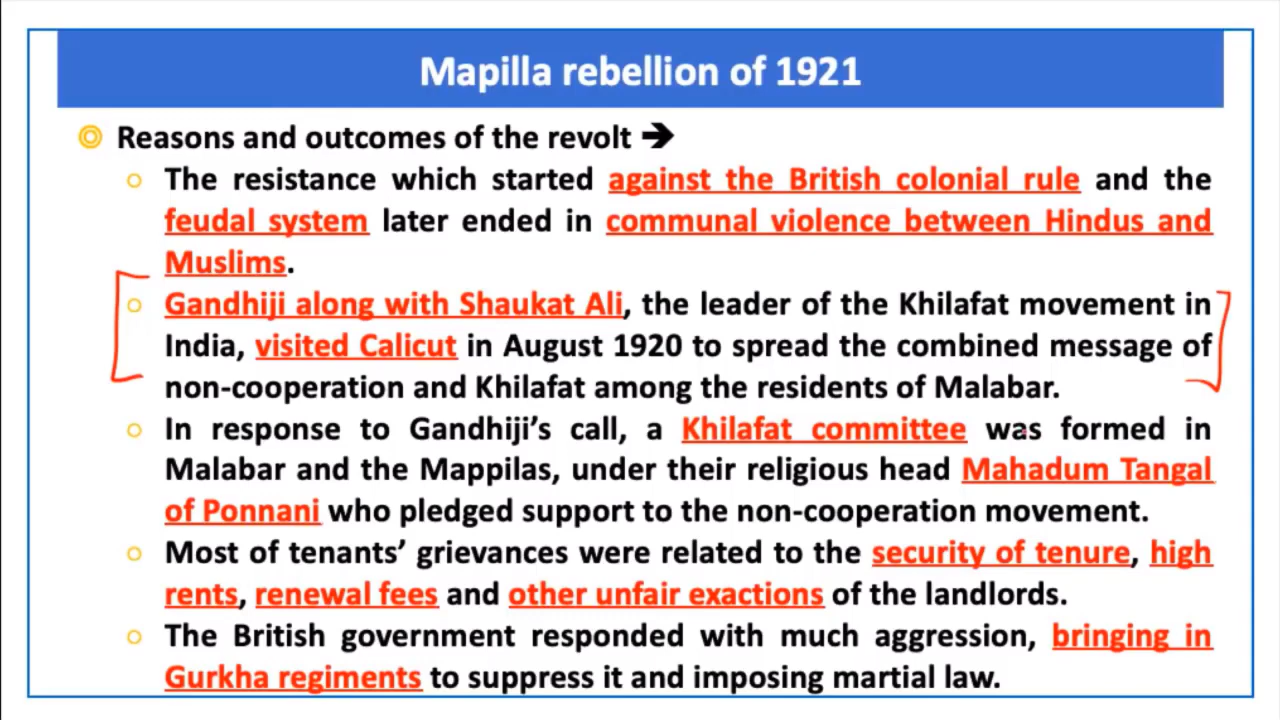 Mapilla rebellion of 1921
Reasons and outcomes of the revolt ➔
The resistance which started against the British colonial rule and the
feudal system later ended in communal violence between Hindus and
Muslims.
Gandhiji along with Shaukat Ali, the leader of the Khilafat movement in
India, visited Calicut in August 1920 to spread the combined message of
non-cooperation and Khilafat among the residents of Malabar.
In response to Gandhiji’s call, a Khilafat committee was formed in
Malabar and the Mappilas, under their religious head Mahadum Tangal
of Ponnani who pledged support to the non-cooperation movement.
Most of tenants’ grievances were related to the security of tenure, high
rents, renewal fees and other unfair exactions of the landlords.
The British government responded with much aggression, bringing in
Gurkha regiments to suppress it and imposing martial law.